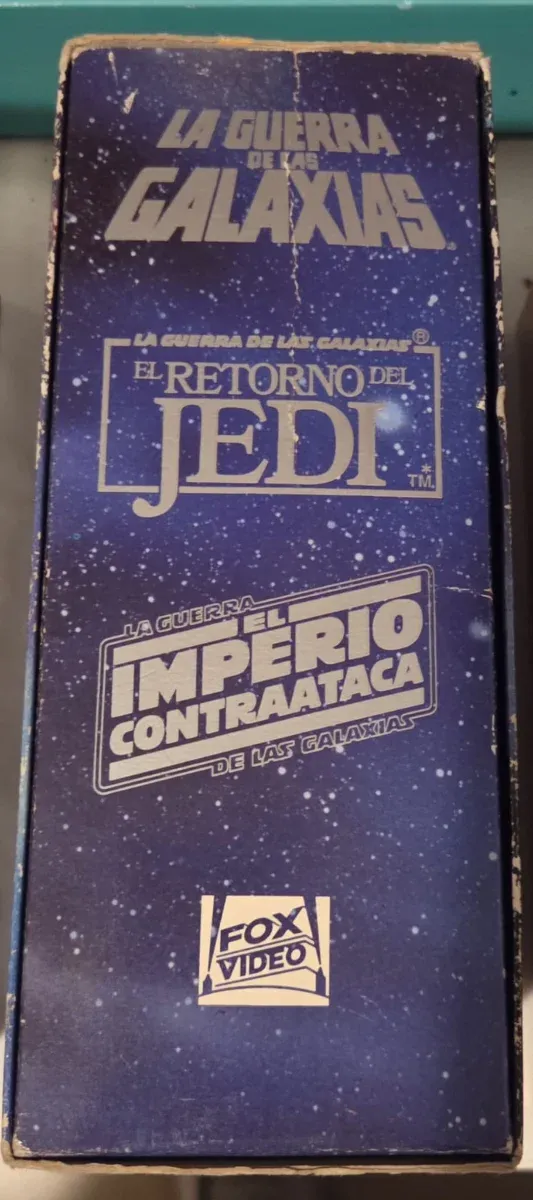 LA GUERRA
DE LAS
GALAXIAS
LA GUERRA DE LAS GALAXIAS®
EL RETORNO DEL
JEDI
*
TM
LA GUERRA
EL
IMPERIO
CONTRAATACA
DE LAS GALAXIAS
FOX
VIDEO